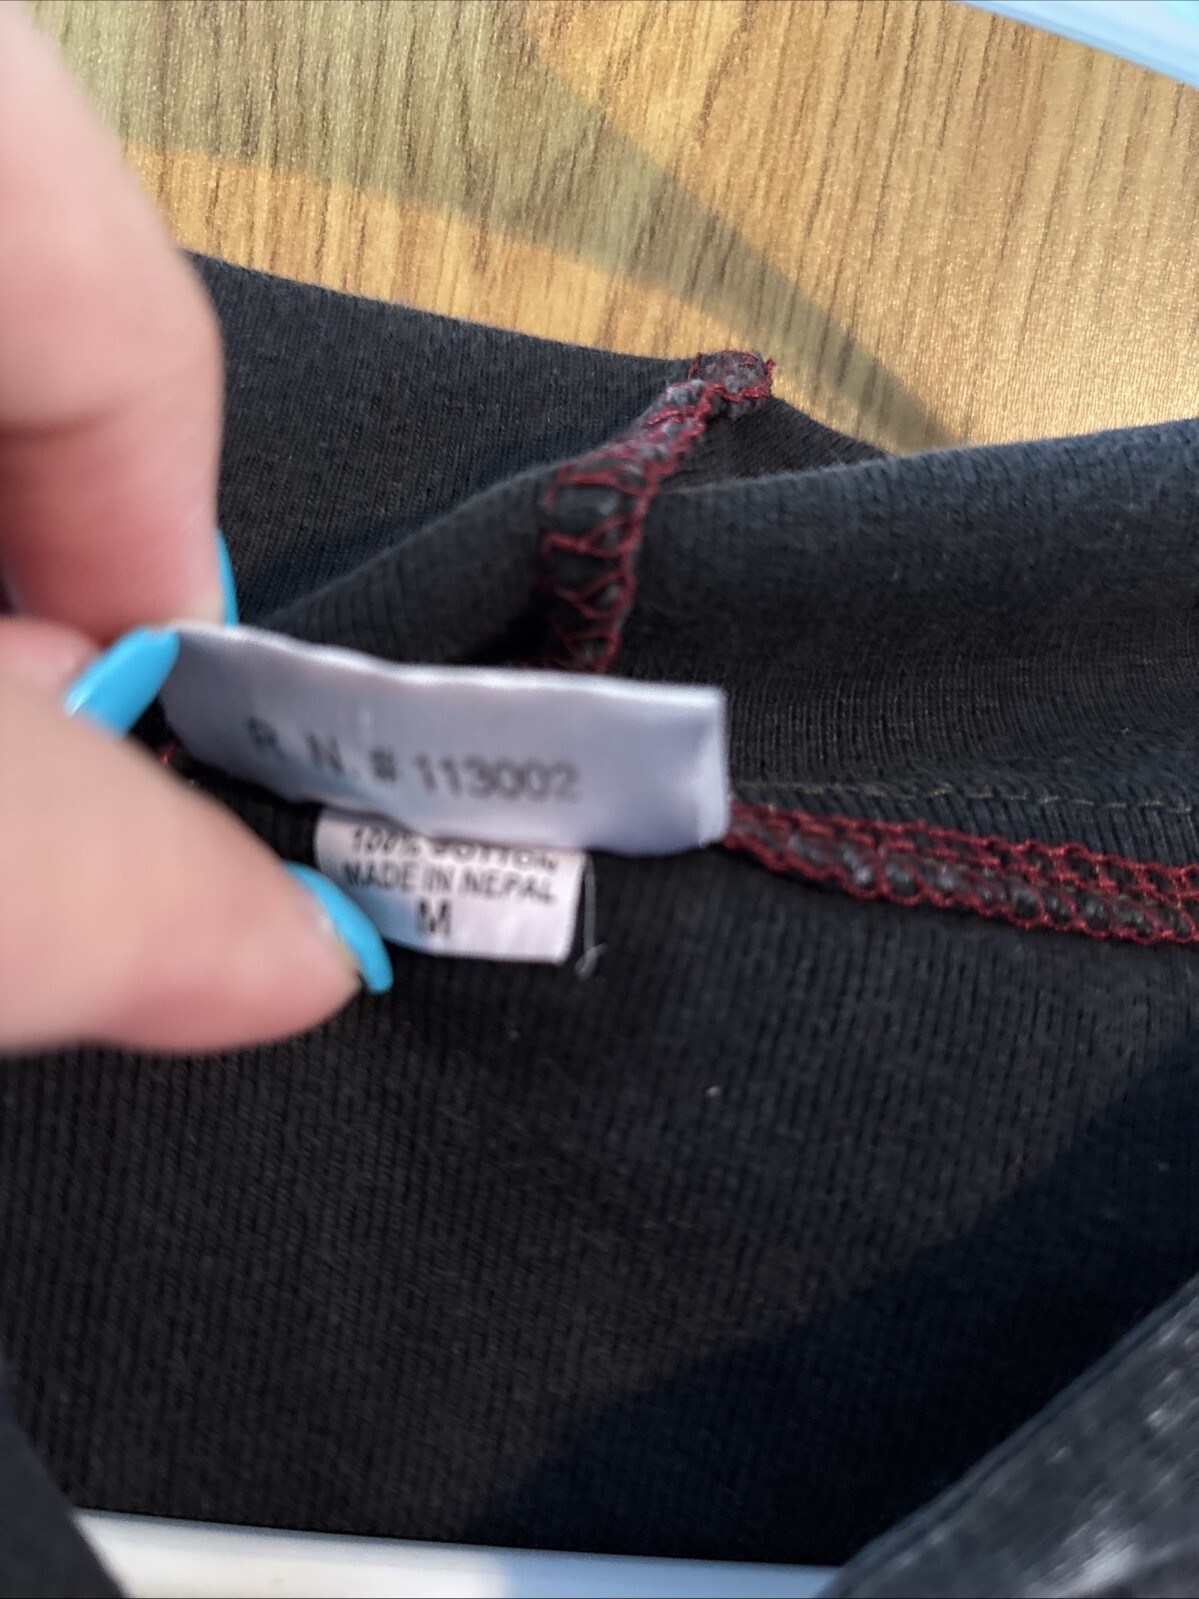 R.N.# 113002
100% COTTON
MADE IN NEPAL
M